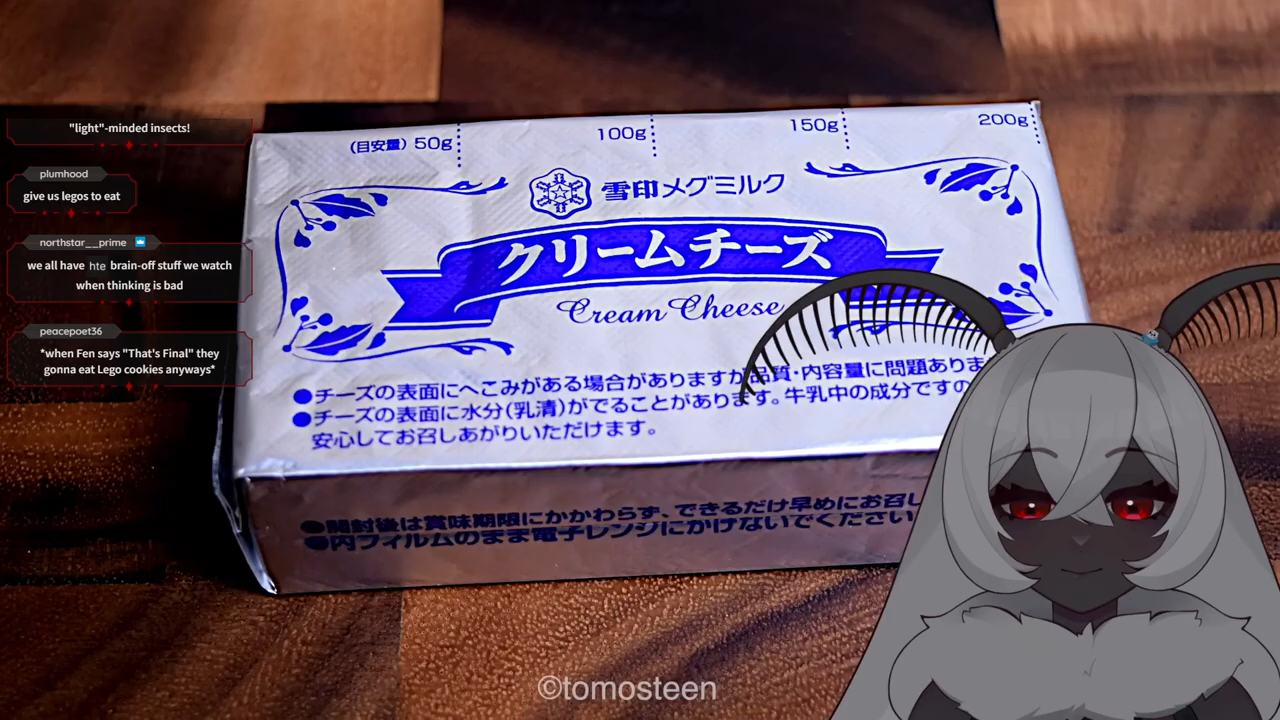 "light"-minded insects!
plumhood
give us legos to eat
northstar__prime
we all have hte brain-off stuff we watch
when thinking is bad
peacepoet36
*when Fen says "That's Final" they
gonna eat Lego cookies anyways*
(目安量) 50g
100g
150g
200g
雪印メグミルク
クリームチーズ
Cream Cheese
●チーズの表面にへこみがある場合がありますが品質・内容量に問題ありま
●チーズの表面に水分(乳清)がでることがあります。牛乳中の成分ですの
安心してお召しあがりいただけます。
●開封後は賞味期限にかかわらず、できるだけ早めにお召し
●内フィルムのまま電子レンジにかけないでください
©tomosteen